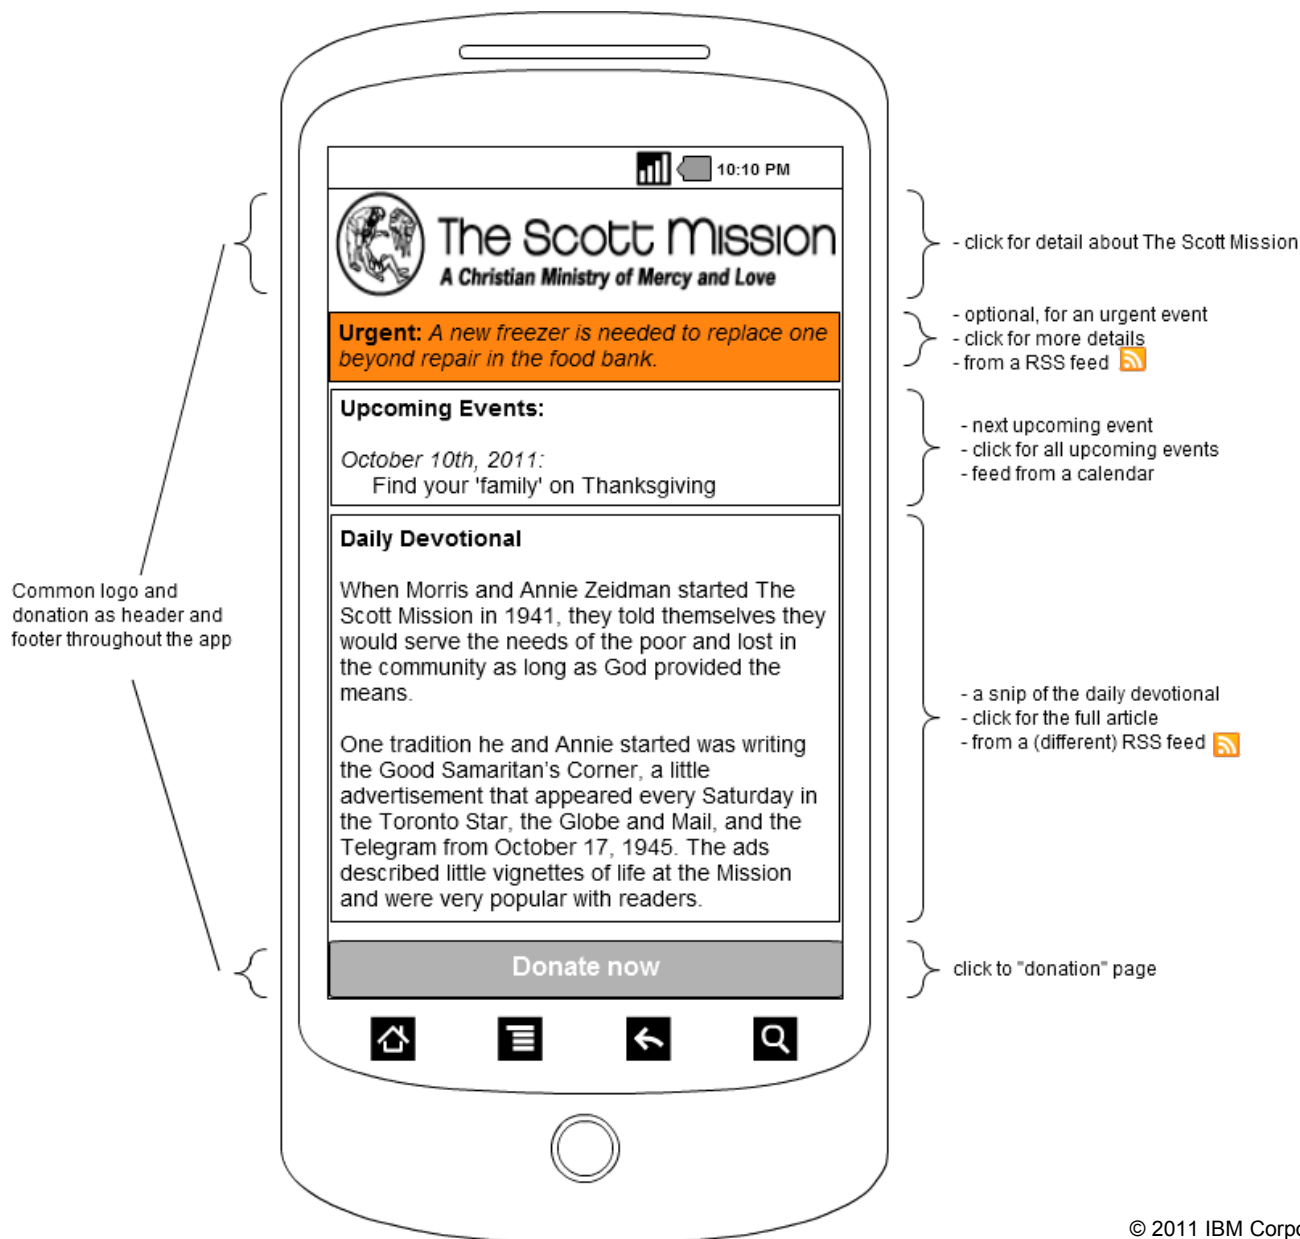 10:10 PM
The Scott Mission
A Christian Ministry of Mercy and Love
Urgent: A new freezer is needed to replace one
beyond repair in the food bank.
Upcoming Events:
October 10th, 2011:
Find your 'family' on Thanksgiving
Daily Devotional
When Morris and Annie Zeidman started The
Scott Mission in 1941, they told themselves they
would serve the needs of the poor and lost in
the community as long as God provided the
means.
One tradition he and Annie started was writing
the Good Samaritan's Corner, a little
advertisement that appeared every Saturday in
the Toronto Star, the Globe and Mail, and the
Telegram from October 17, 1945. The ads
described little vignettes of life at the Mission
and were very popular with readers.
Donate now
Common logo and
donation as header and
footer throughout the app
- click for detail about The Scott Mission
- optional, for an urgent event
- click for more details
- from a RSS feed
- next upcoming event
- click for all upcoming events
- feed from a calendar
- a snip of the daily devotional
- click for the full article
- from a (different) RSS feed
click to "donation" page
© 2011 IBM Corpo